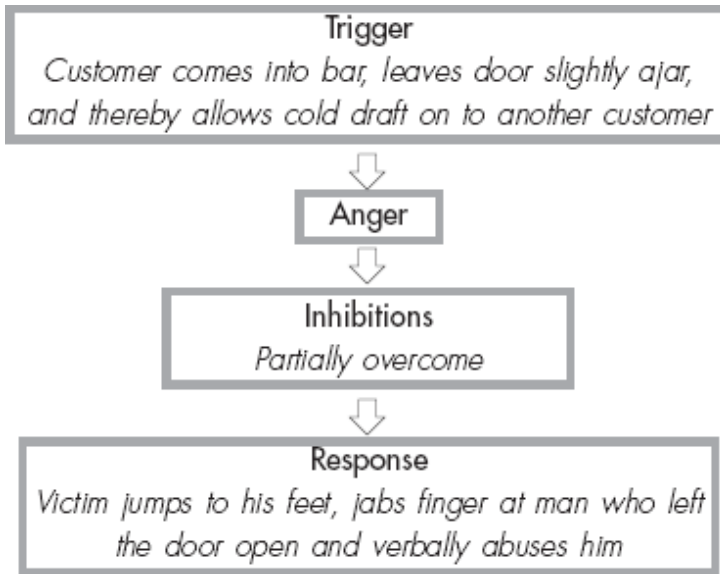 Trigger
Customer comes into bar, leaves door slightly ajar,
and thereby allows cold draft on to another customer
Anger
Inhibitions
Partially overcome
Response
Victim jumps to his feet, jabs finger at man who left
the door open and verbally abuses him